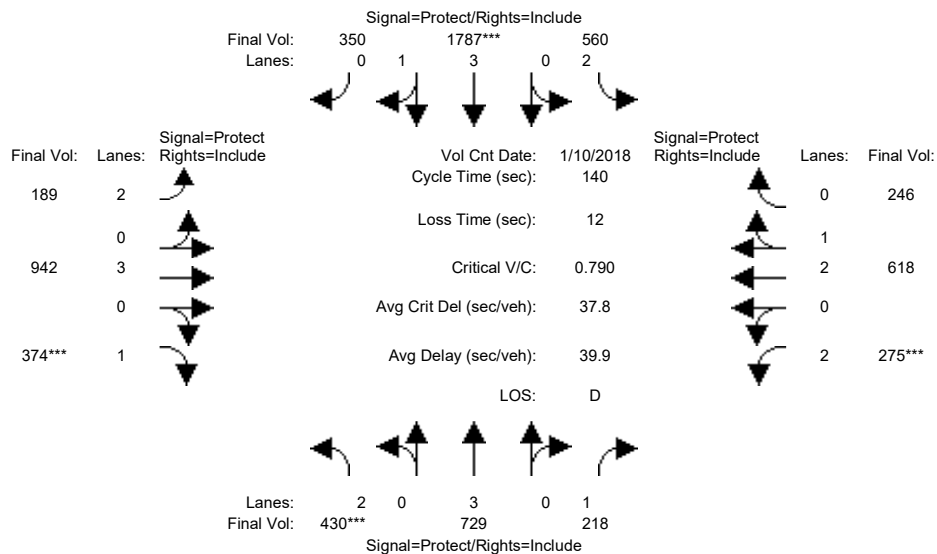 Signal=Protect/Rights=Include
Final Vol: 350 1787*** 560
Lanes: 0 1 3 0 2
Signal=Protect
Rights=Include
Final Vol: Lanes:
Vol Cnt Date: 1/10/2018
Signal=Protect
Rights=Include
Lanes: Final Vol:
Cycle Time (sec): 140
189 2
0 246
Loss Time (sec): 12
0
1
942 3
Critical V/C: 0.790
2 618
0
Avg Crit Del (sec/veh): 37.8
0
374*** 1
Avg Delay (sec/veh): 39.9
2 275***
LOS: D
Lanes: 2 0 3 0 1
Final Vol: 430*** 729 218
Signal=Protect/Rights=Include